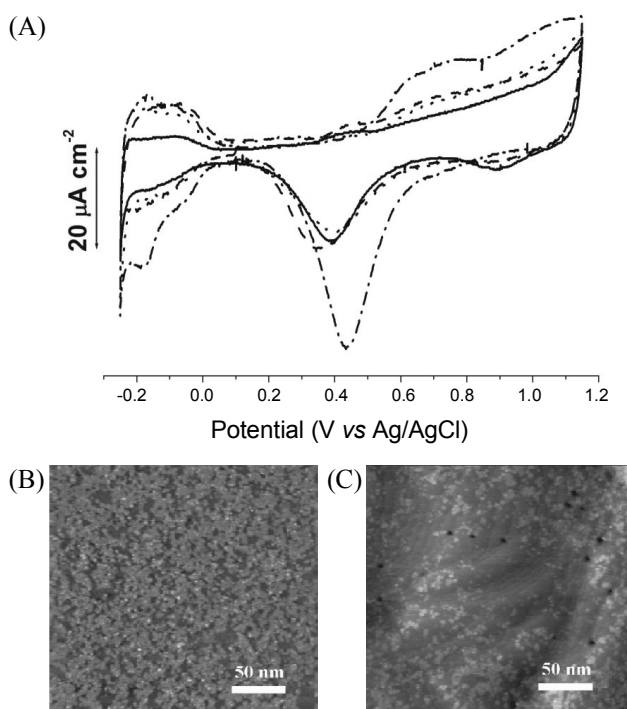 (A)
20 μA cm⁻²
-0.2 0.0 0.2 0.4 0.6 0.8 1.0 1.2
Potential (V vs Ag/AgCl)
(B) (C)
50 nm 50 nm